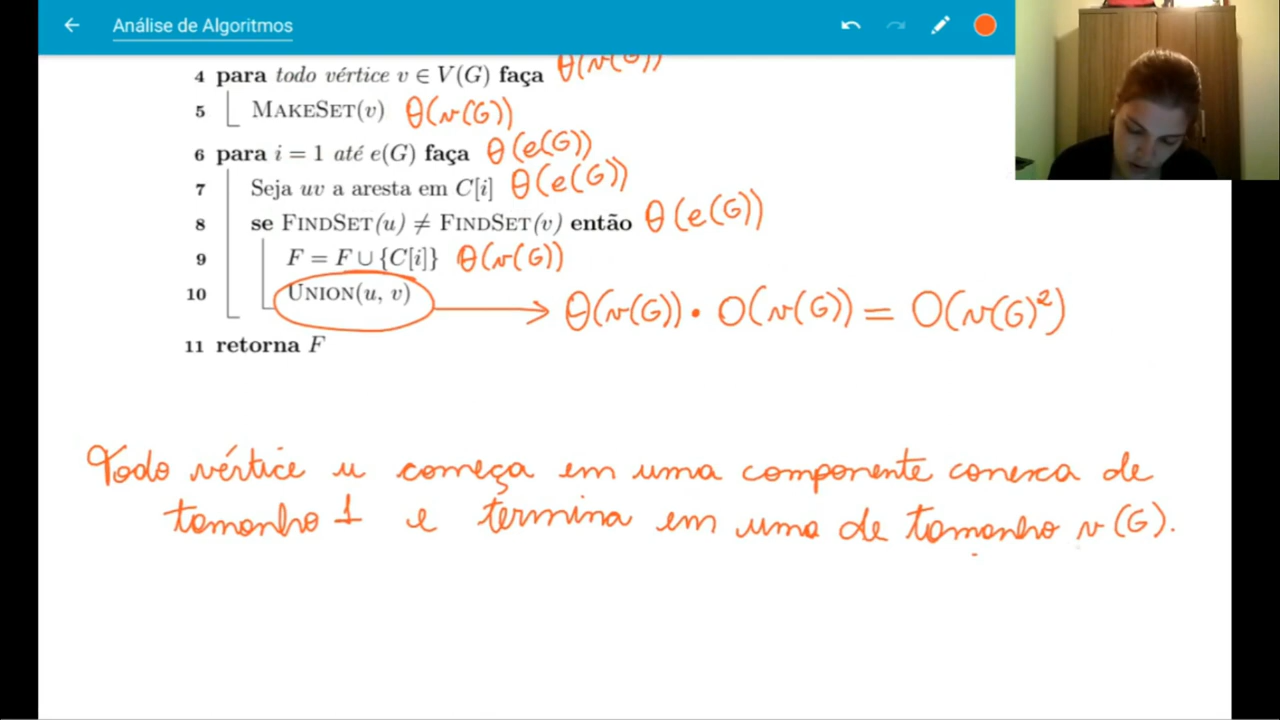 Análise de Algoritmos
4 para todo vértice v ∈ V(G) faça θ(v(G))
5 MAKESET(v) θ(v(G))
6 para i = 1 até e(G) faça θ(e(G))
7 Seja uv a aresta em C[i] θ(e(G))
8 se FINDSET(u) ≠ FINDSET(v) então θ(e(G))
9 F = F ∪ {C[i]} θ(v(G))
10 UNION(u, v) → θ(v(G)) · O(v(G)) = O(v(G)²)
11 retorna F
Todo vértice u começa em uma componente conexa de
tamanho 1 e termina em uma de tamanho v(G).